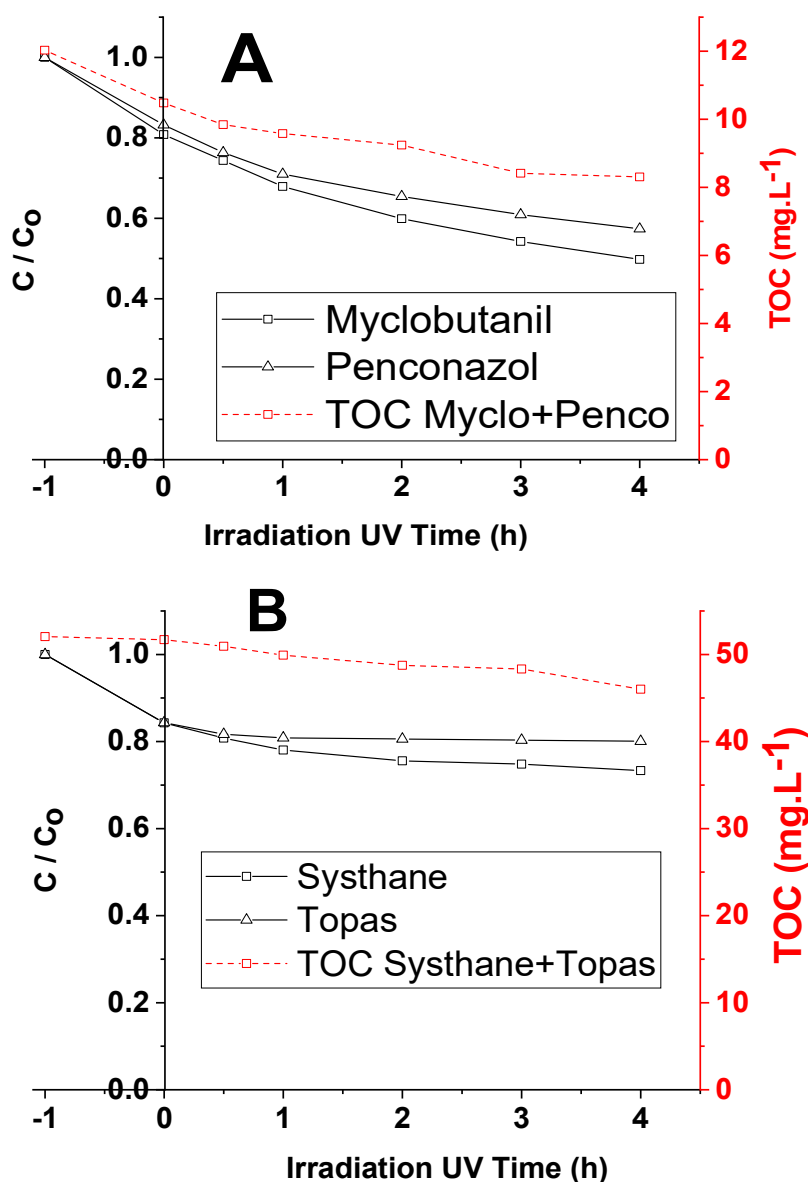 A
1.0
0.8
0.6
0.4
0.2
0.0
C / Co
12
10
8
6
4
2
0
TOC (mg.L-1)
Myclobutanil
Penconazol
TOC Myclo+Penco
-1 0 1 2 3 4
Irradiation UV Time (h)
B
1.0
0.8
0.6
0.4
0.2
0.0
C / Co
50
40
30
20
10
0
TOC (mg.L-1)
Systhane
Topas
TOC Systhane+Topas
-1 0 1 2 3 4
Irradiation UV Time (h)